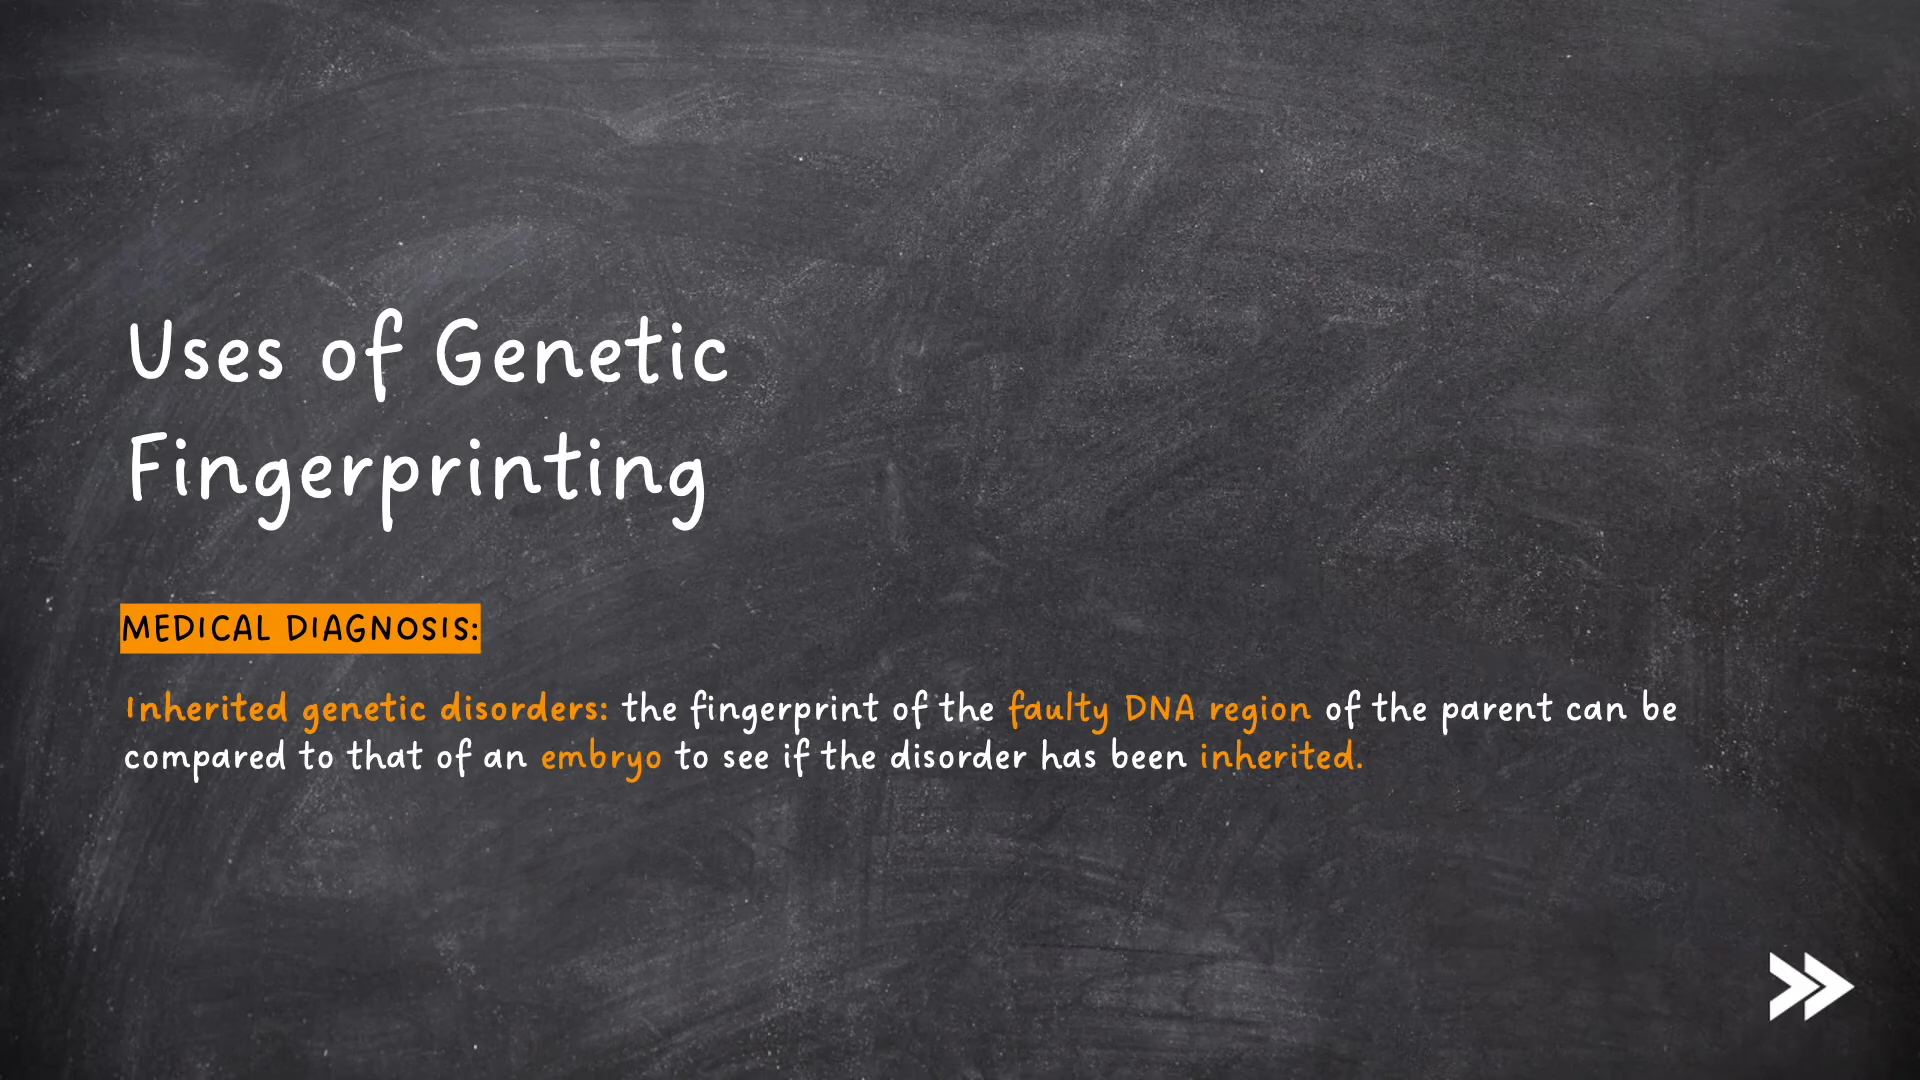 Uses of Genetic
Fingerprinting
MEDICAL DIAGNOSIS:
Inherited genetic disorders: the fingerprint of the faulty DNA region of the parent can be
compared to that of an embryo to see if the disorder has been inherited.